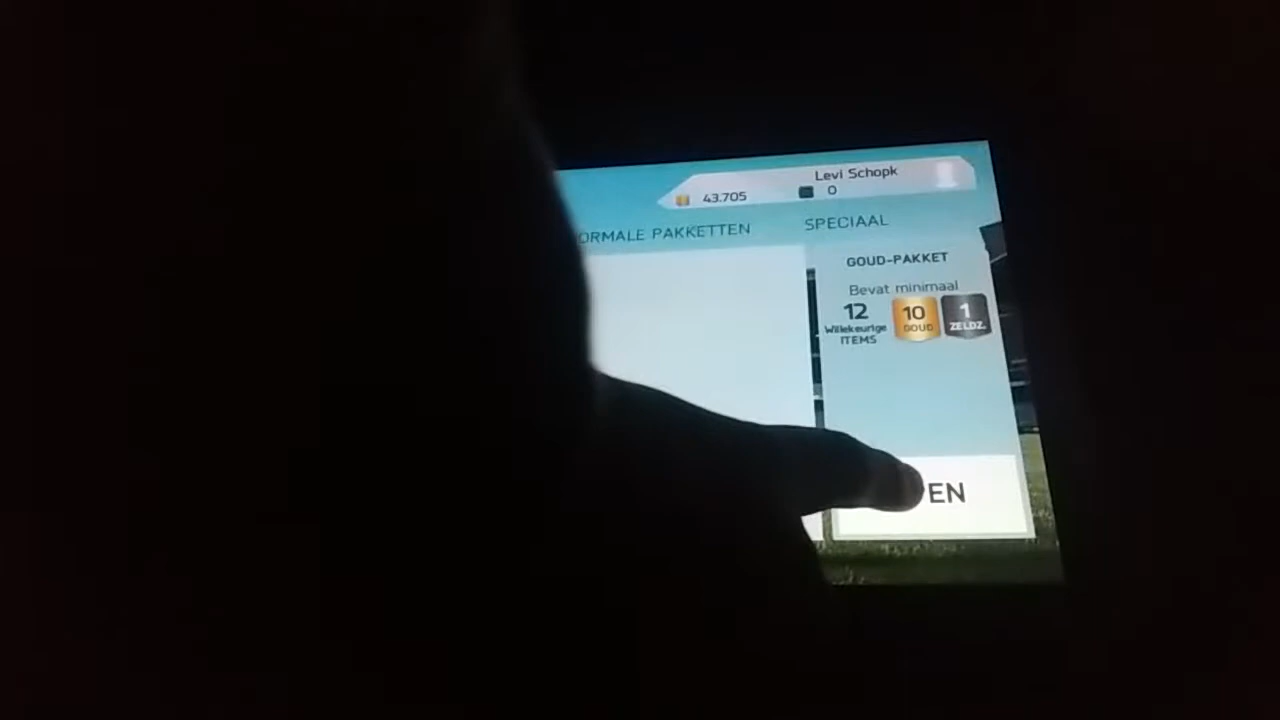 Levi Schopk
43.705 0
ORMALE PAKKETTEN SPECIAAL
GOUD-PAKKET
Bevat minimaal
12 10 1
Willekeurige GOUD ZELDZ.
ITEMS
EN